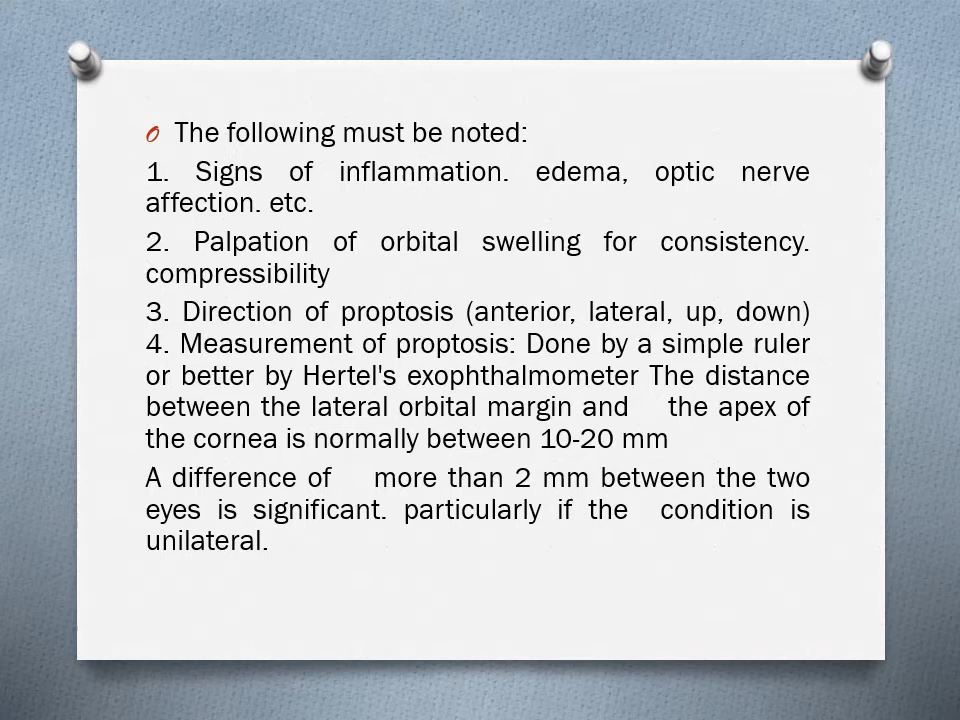 The following must be noted:
1. Signs of inflammation. edema, optic nerve
affection. etc.
2. Palpation of orbital swelling for consistency.
compressibility
3. Direction of proptosis (anterior, lateral, up, down)
4. Measurement of proptosis: Done by a simple ruler
or better by Hertel's exophthalmometer The distance
between the lateral orbital margin and the apex of
the cornea is normally between 10-20 mm
A difference of more than 2 mm between the two
eyes is significant. particularly if the condition is
unilateral.